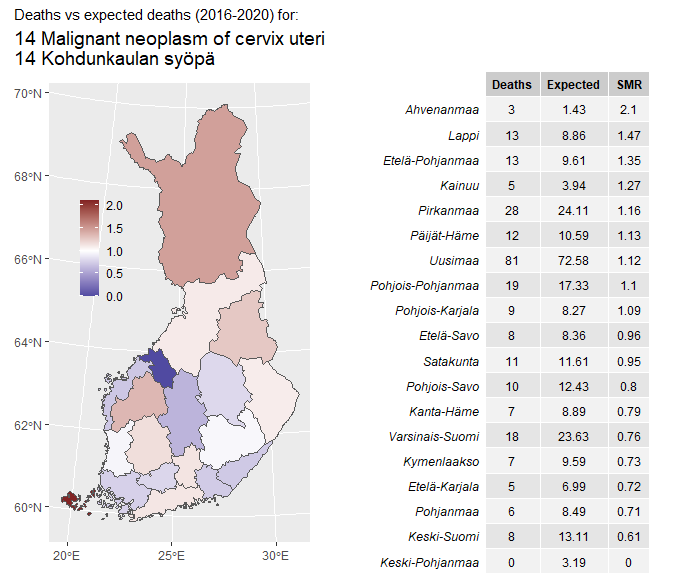 Deaths vs expected deaths (2016-2020) for:
14 Malignant neoplasm of cervix uteri
14 Kohdunkaulan syöpä
70°N
68°N
66°N
64°N
62°N
60°N
20°E 25°E 30°E
2.0
1.5
1.0
0.5
0.0
Deaths Expected SMR
Ahvenanmaa 3 1.43 2.1
Lappi 13 8.86 1.47
Etelä-Pohjanmaa 13 9.61 1.35
Kainuu 5 3.94 1.27
Pirkanmaa 28 24.11 1.16
Päijät-Häme 12 10.59 1.13
Uusimaa 81 72.58 1.12
Pohjois-Pohjanmaa 19 17.33 1.1
Pohjois-Karjala 9 8.27 1.09
Etelä-Savo 8 8.36 0.96
Satakunta 11 11.61 0.95
Pohjois-Savo 10 12.43 0.8
Kanta-Häme 7 8.89 0.79
Varsinais-Suomi 18 23.63 0.76
Kymenlaakso 7 9.59 0.73
Etelä-Karjala 5 6.99 0.72
Pohjanmaa 6 8.49 0.71
Keski-Suomi 8 13.11 0.61
Keski-Pohjanmaa 0 3.19 0